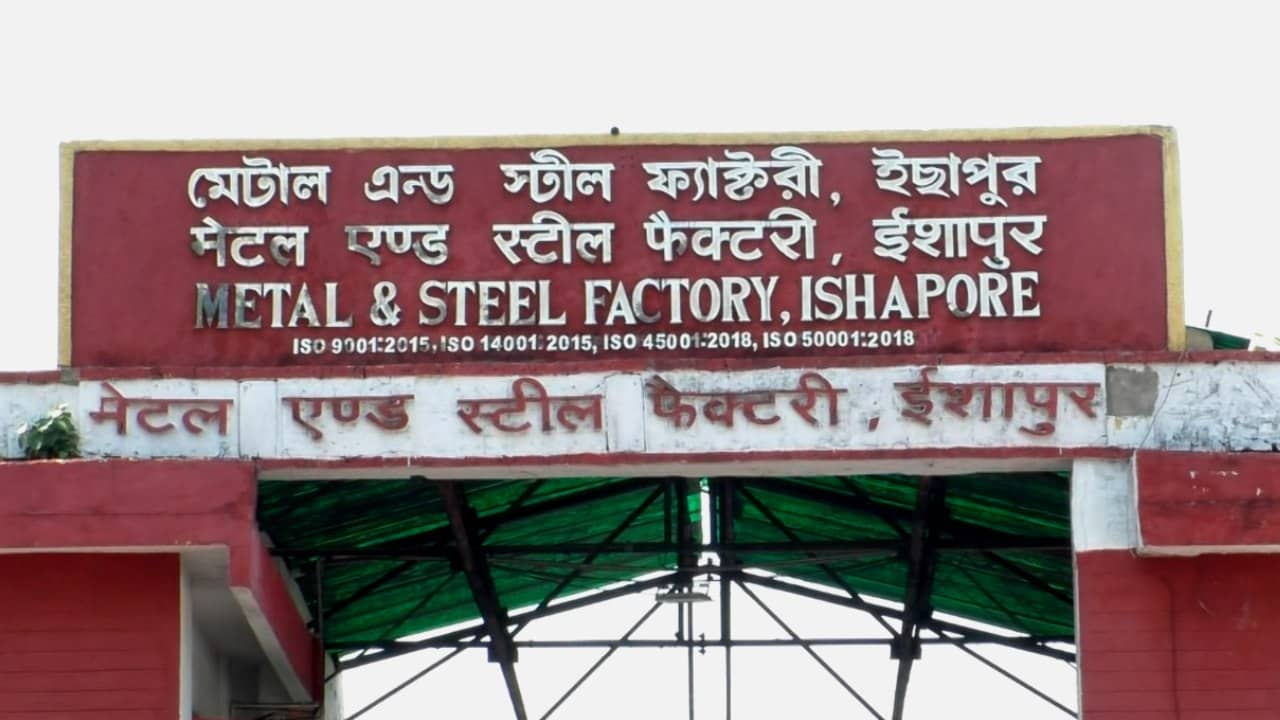 মেটাল এন্ড স্টীল ফ্যাক্টরী, ইছাপুর
मेटल एण्ड स्टील फैक्टरी, ईशापुर
METAL & STEEL FACTORY, ISHAPORE
ISO 9001:2015, ISO 14001:2015, ISO 45001:2018, ISO 50001:2018
मेटल एण्ड स्टील फैक्टरी, ईशापुर